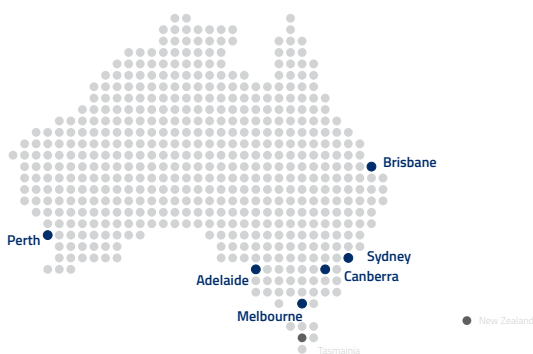 Brisbane
Perth
Sydney
Canberra
Adelaide
Melbourne
New Zealand
Tasmainia